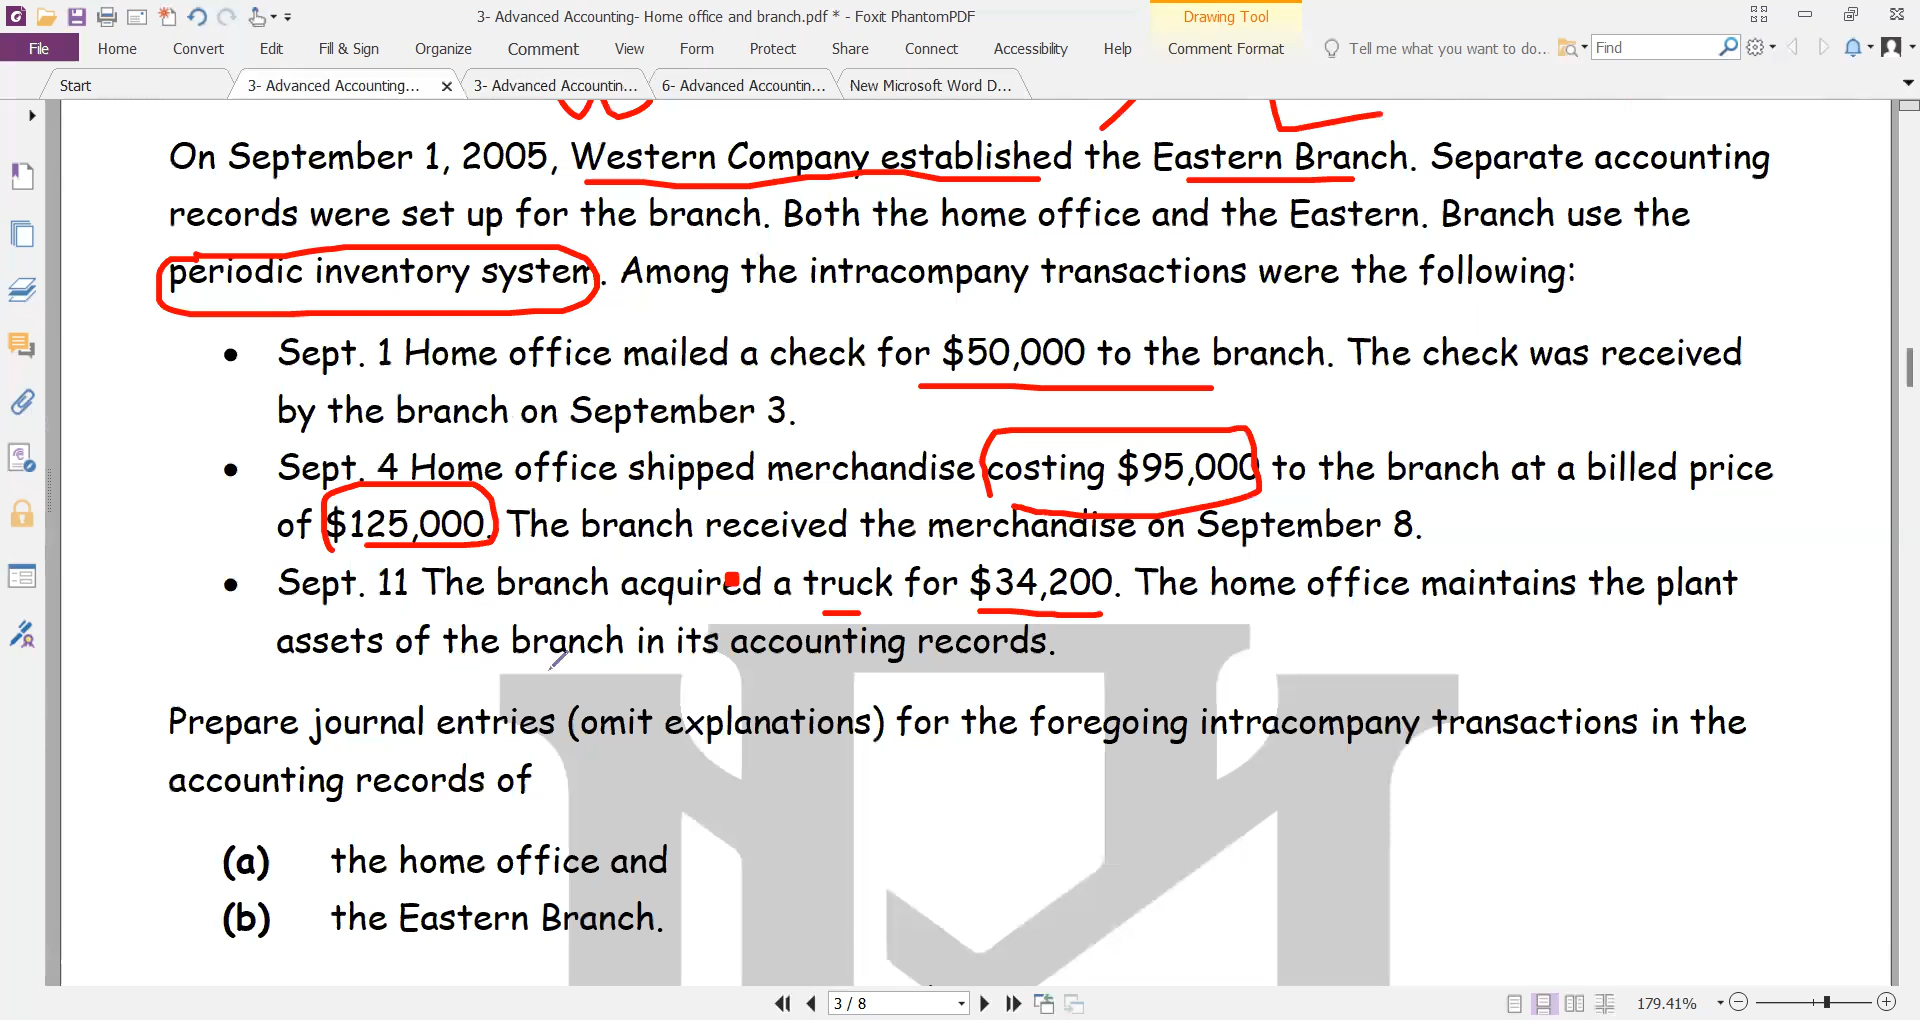 3- Advanced Accounting- Home office and branch.pdf * - Foxit PhantomPDF
Drawing Tool
File Home Convert Edit Fill & Sign Organize Comment View Form Protect Share Connect Accessibility Help Comment Format Tell me what you want to do... Find
Start 3- Advanced Accounting... 3- Advanced Accountin... 6- Advanced Accountin... New Microsoft Word D...
On September 1, 2005, Western Company established the Eastern Branch. Separate accounting
records were set up for the branch. Both the home office and the Eastern. Branch use the
periodic inventory system. Among the intracompany transactions were the following:
• Sept. 1 Home office mailed a check for $50,000 to the branch. The check was received
by the branch on September 3.
• Sept. 4 Home office shipped merchandise costing $95,000 to the branch at a billed price
of $125,000. The branch received the merchandise on September 8.
• Sept. 11 The branch acquired a truck for $34,200. The home office maintains the plant
assets of the branch in its accounting records.
Prepare journal entries (omit explanations) for the foregoing intracompany transactions in the
accounting records of
(a) the home office and
(b) the Eastern Branch.
3 / 8
179.41%